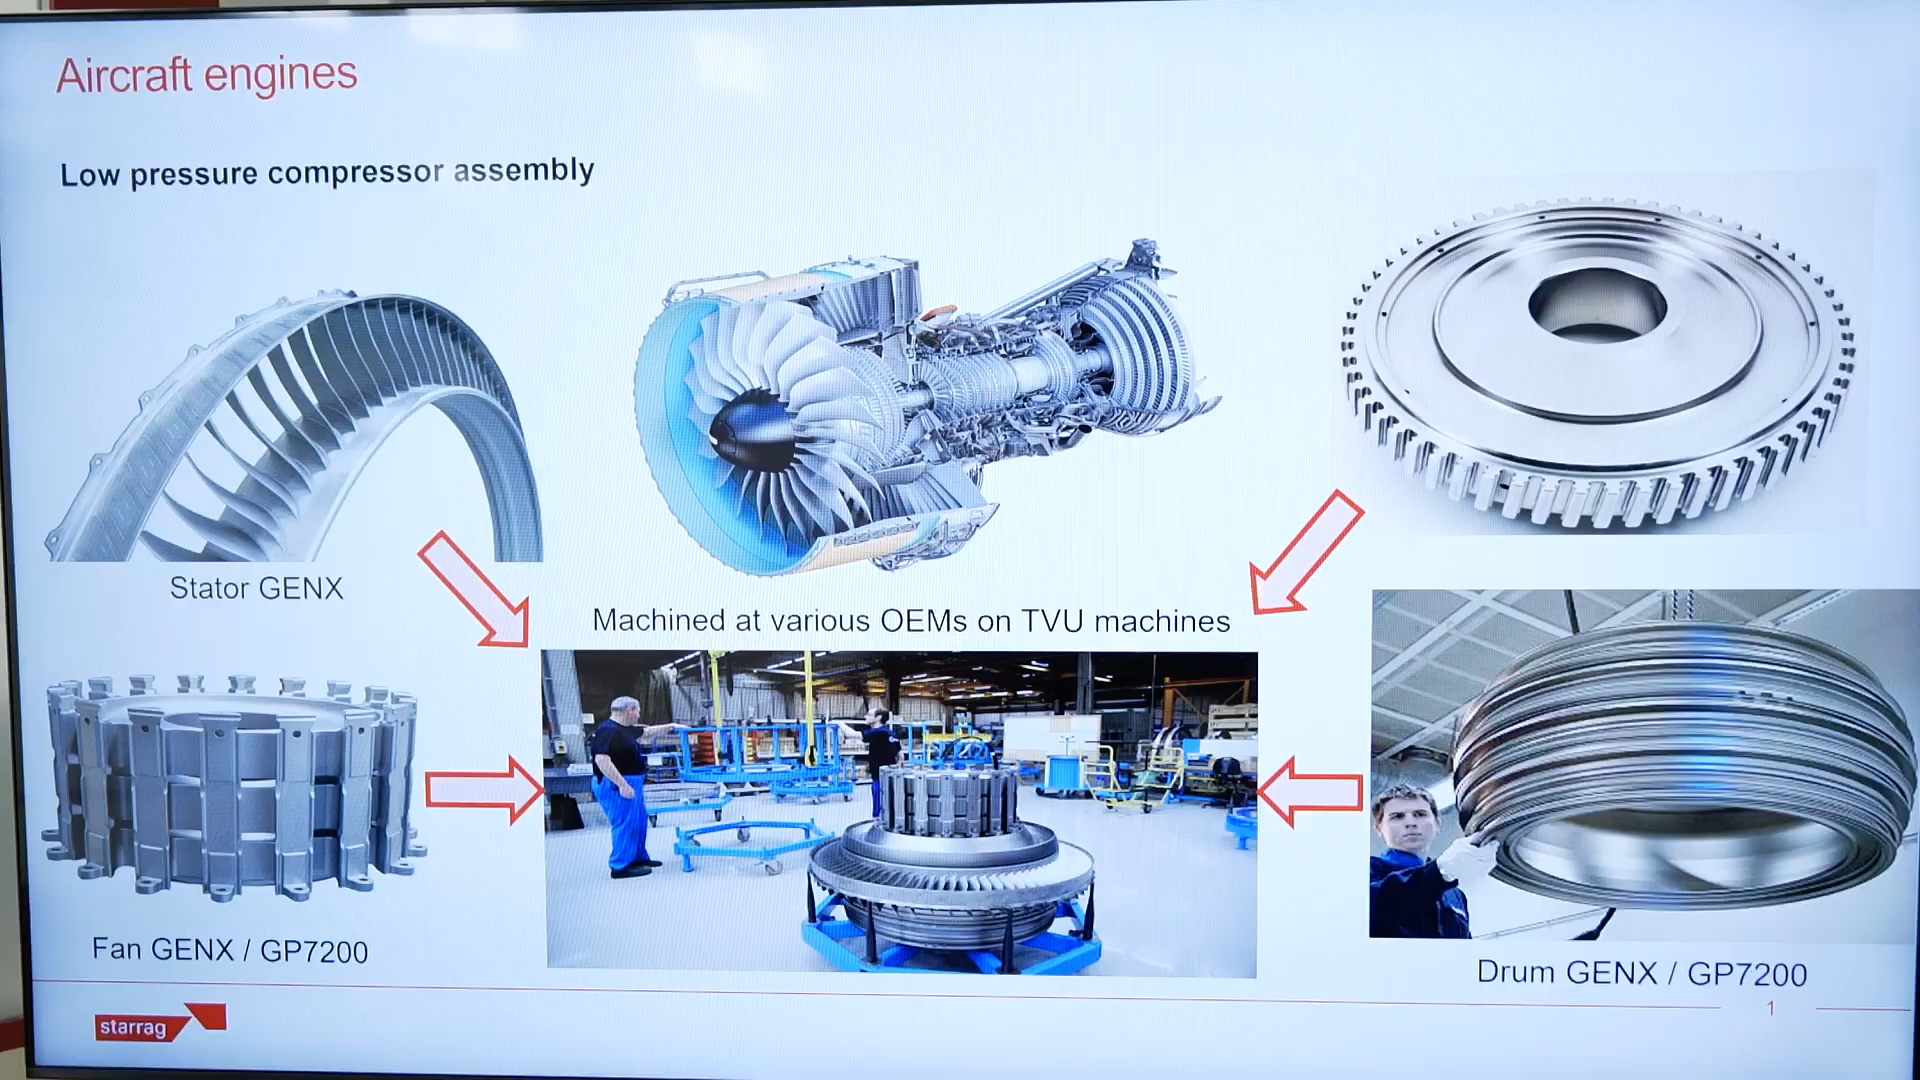 Aircraft engines
Low pressure compressor assembly
Stator GENX
Machined at various OEMs on TVU machines
Fan GENX / GP7200
Drum GENX / GP7200
starrag
1